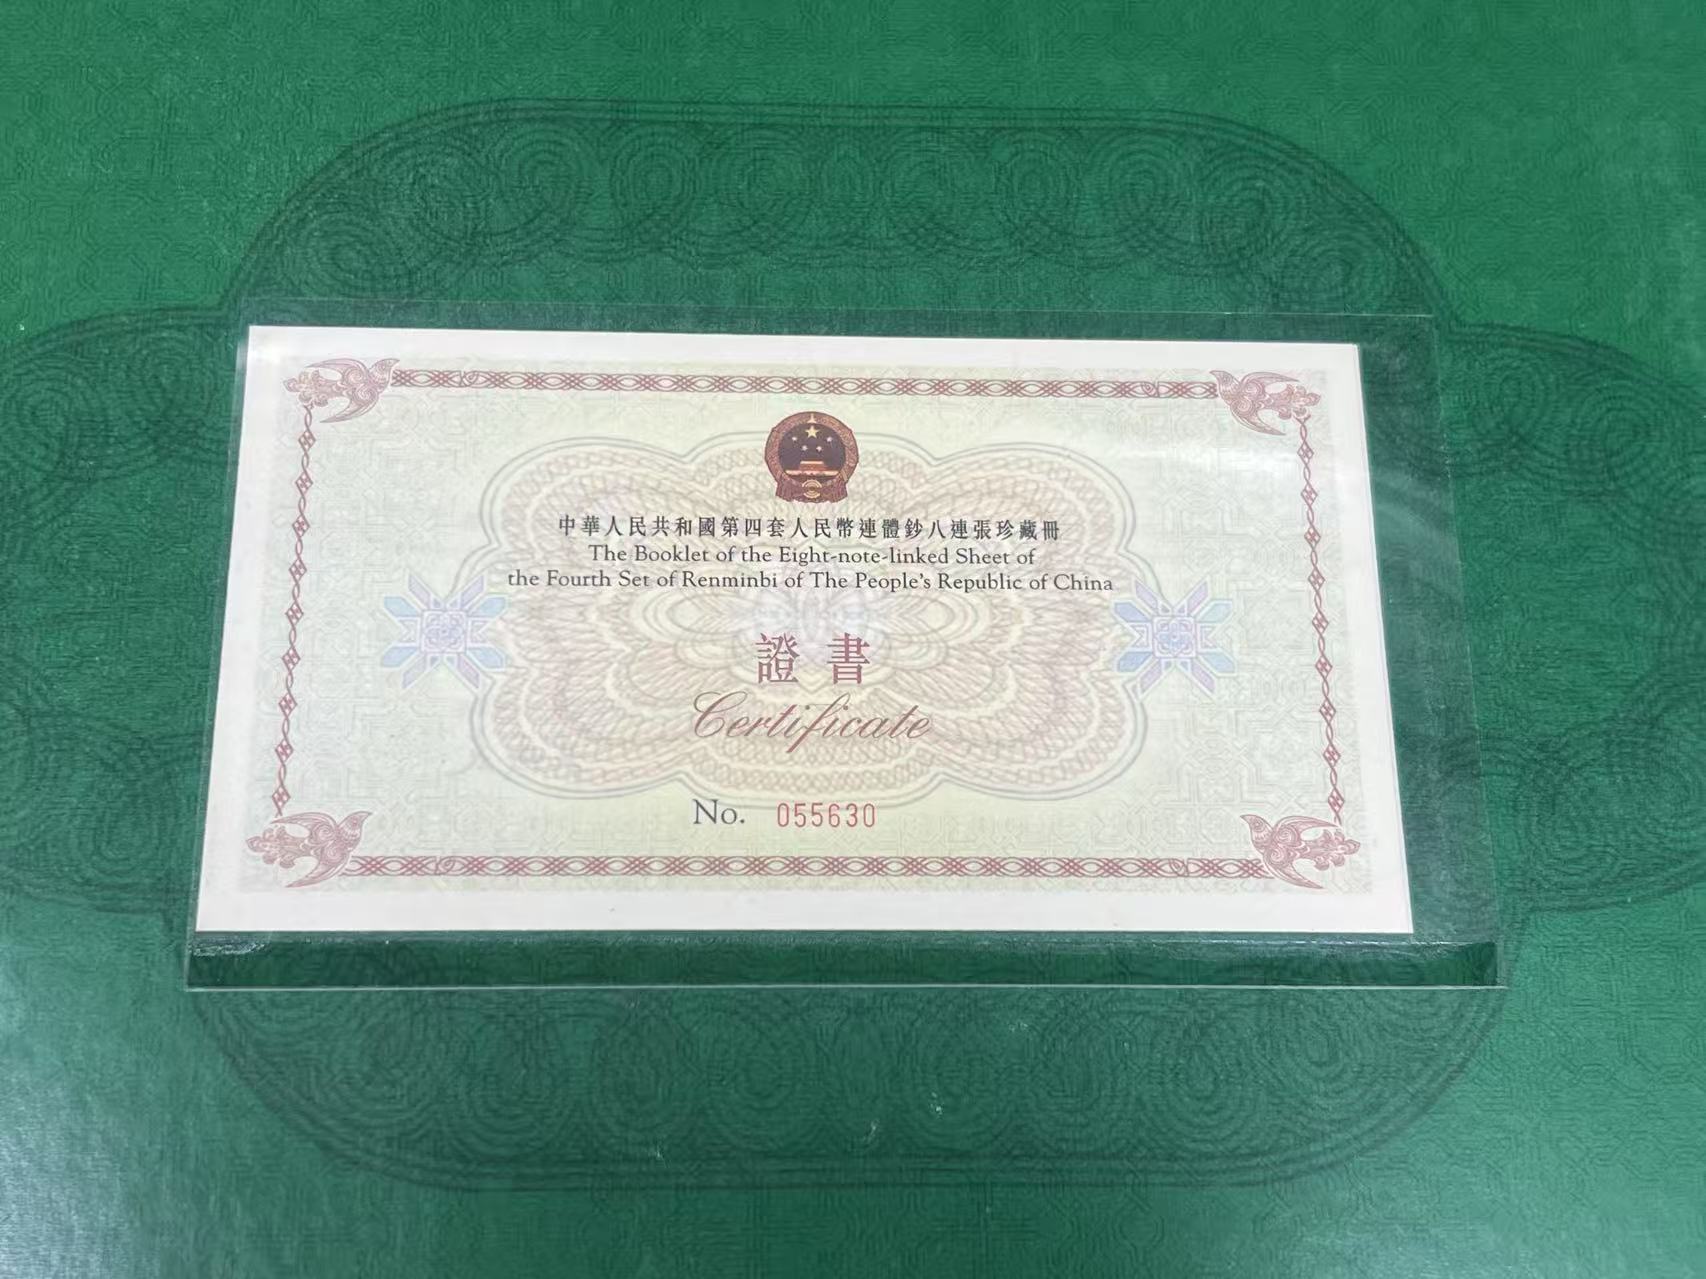 中華人民共和國第四套人民幣連體鈔八連張珍藏冊
The Booklet of the Eight-note-linked Sheet of
the Fourth Set of Renminbi of The People's Republic of China
證書
Certificate
No. 055630